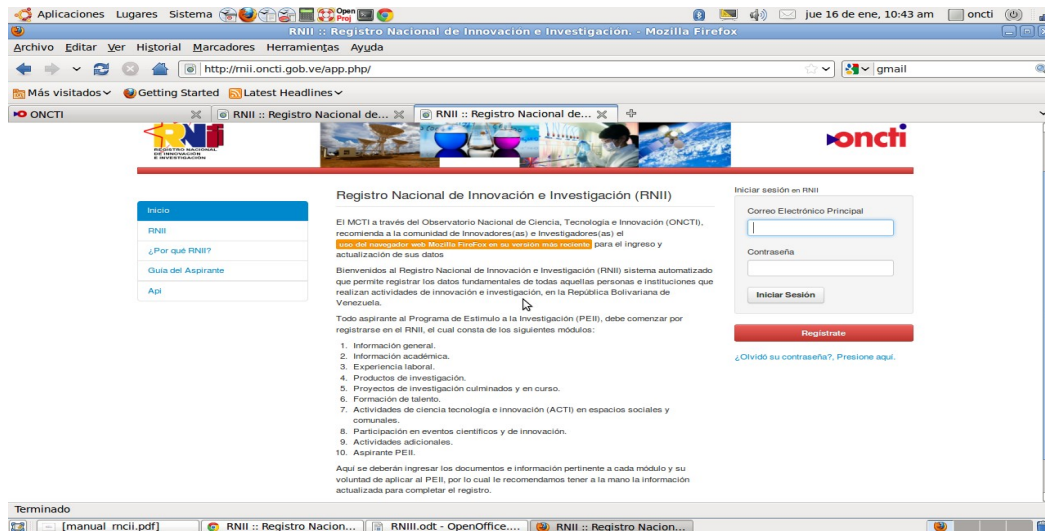 Aplicaciones Lugares Sistema Open Proj jue 16 de ene, 10:43 am oncti
RNII :: Registro Nacional de Innovacion e Investigacion. - Mozilla Firefox
Archivo Editar Ver Historial Marcadores Herramientas Ayuda
http://rnii.oncti.gob.ve/app.php/ gmail
Más visitados Getting Started Latest Headlines
ONCTI RNII :: Registro Nacional de... RNII :: Registro Nacional de...
RNII
REGISTRO NACIONAL
DE INNOVACIÓN
E INVESTIGACIÓN
oncti
Inicio
RNII
¿Por qué RNII?
Guía del Aspirante
Api
Registro Nacional de Innovación e Investigación (RNII)
El MCTI a través del Observatorio Nacional de Ciencia, Tecnología e Innovación (ONCTI),
recomienda a la comunidad de Innovadores(as) e Investigadores(as) el
uso del navegador web Mozilla FireFox en su versión más reciente para el ingreso y
actualización de sus datos
Bienvenidos al Registro Nacional de Innovación e Investigación (RNII) sistema automatizado
que permite registrar los datos fundamentales de todas aquellas personas e instituciones que
realizan actividades de innovación e investigación, en la República Bolivariana de
Venezuela.
Todo aspirante al Programa de Estimulo a la Investigación (PEII), debe comenzar por
registrarse en el RNII, el cual consta de los siguientes módulos:
1. Información general.
2. Información académica.
3. Experiencia laboral.
4. Productos de investigación.
5. Proyectos de investigación culminados y en curso.
6. Formación de talento.
7. Actividades de ciencia tecnología e innovación (ACTI) en espacios sociales y
comunales.
8. Participación en eventos científicos y de innovación.
9. Actividades adicionales.
10. Aspirante PEII.
Aquí se deberán ingresar los documentos e información pertinente a cada módulo y su
voluntad de aplicar al PEII, por lo cual le recomendamos tener a la mano la información
actualizada para completar el registro.
Iniciar sesión en RNII
Correo Electrónico Principal
Contraseña
Iniciar Sesión
Regístrate
¿Olvidó su contraseña?, Presione aquí.
Terminado
[manual_rncii.pdf] RNII :: Registro Nacion... RNIII.odt - OpenOffice.... RNII :: Registro Nacion...